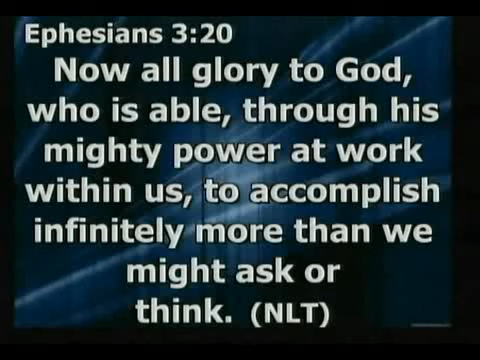 Ephesians 3:20
Now all glory to God,
who is able, through his
mighty power at work
within us, to accomplish
infinitely more than we
might ask or
think. (NLT)